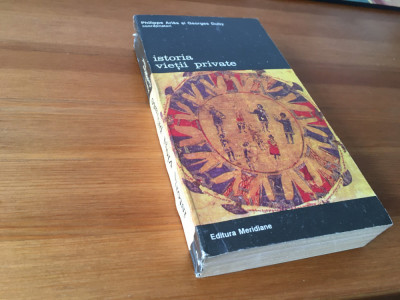 Philippe Ariès și Georges Duby
coordonatori
istoria
vieții private
Editura Meridiane